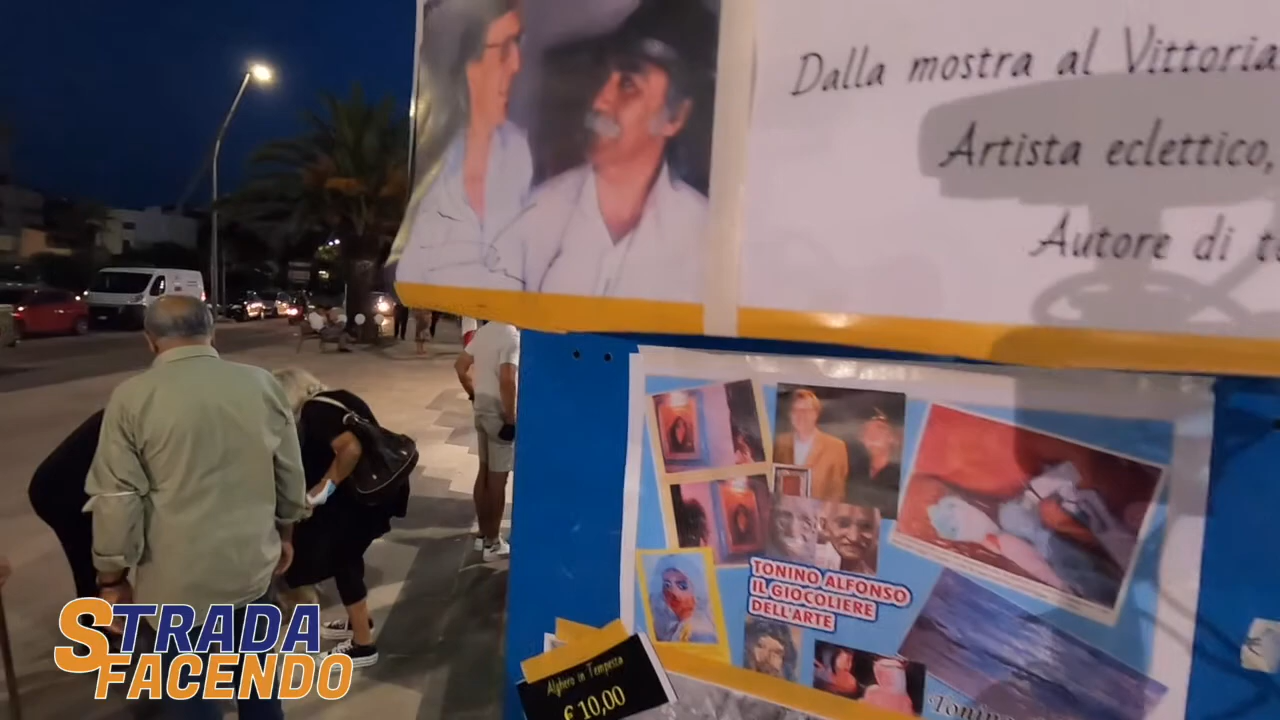 Dalla mostra al Vittoria
Artista eclettico,
Autore di
TONINO ALFONSO
IL GIOCOLIERE
DELL'ARTE
Alghero in Tempesta
€ 10,00
Tonino
STRADA
FACENDO